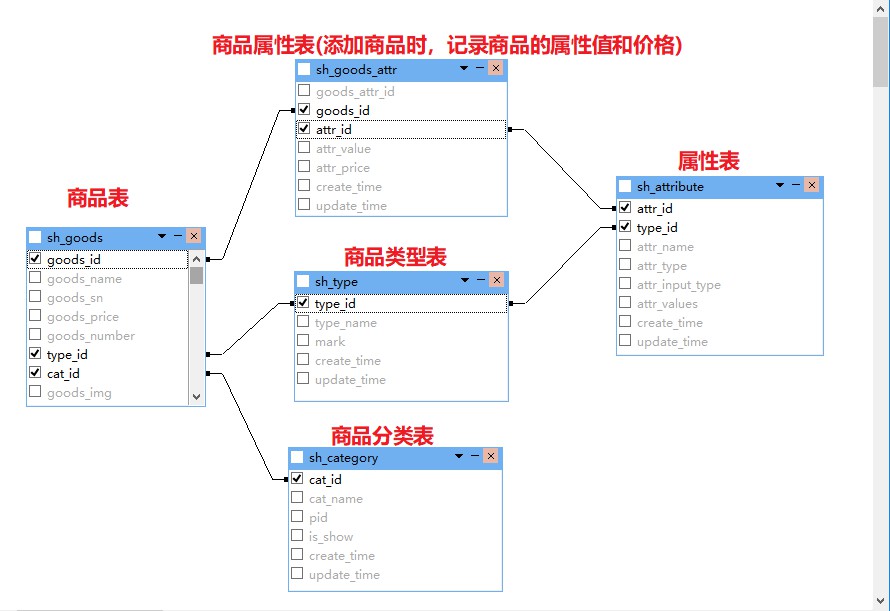 商品属性表(添加商品时，记录商品的属性值和价格)
sh_goods_attr
goods_attr_id
goods_id
attr_id
attr_value
attr_price
create_time
update_time
属性表
sh_attribute
attr_id
type_id
attr_name
attr_type
attr_input_type
attr_values
create_time
update_time
商品表
sh_goods
goods_id
goods_name
goods_sn
goods_price
goods_number
type_id
cat_id
goods_img
商品类型表
sh_type
type_id
type_name
mark
create_time
update_time
商品分类表
sh_category
cat_id
cat_name
pid
is_show
create_time
update_time